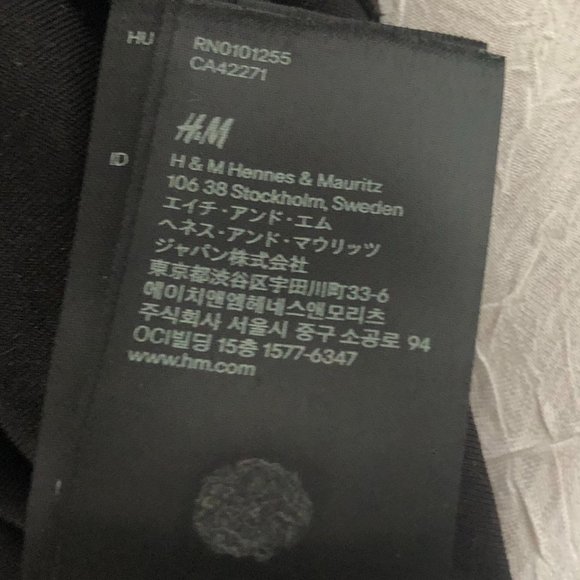 HU
RN0101255
CA42271
H&M
ID
H & M Hennes & Mauritz
106 38 Stockholm, Sweden
エイチ・アンド・エム
ヘネス・アンド・マウリッツ
ジャパン株式会社
東京都渋谷区宇田川町33-6
에이치앤엠헤네스앤모리츠
주식회사 서울시 중구 소공로 94
OCI빌딩 15층 1577-6347
www.hm.com